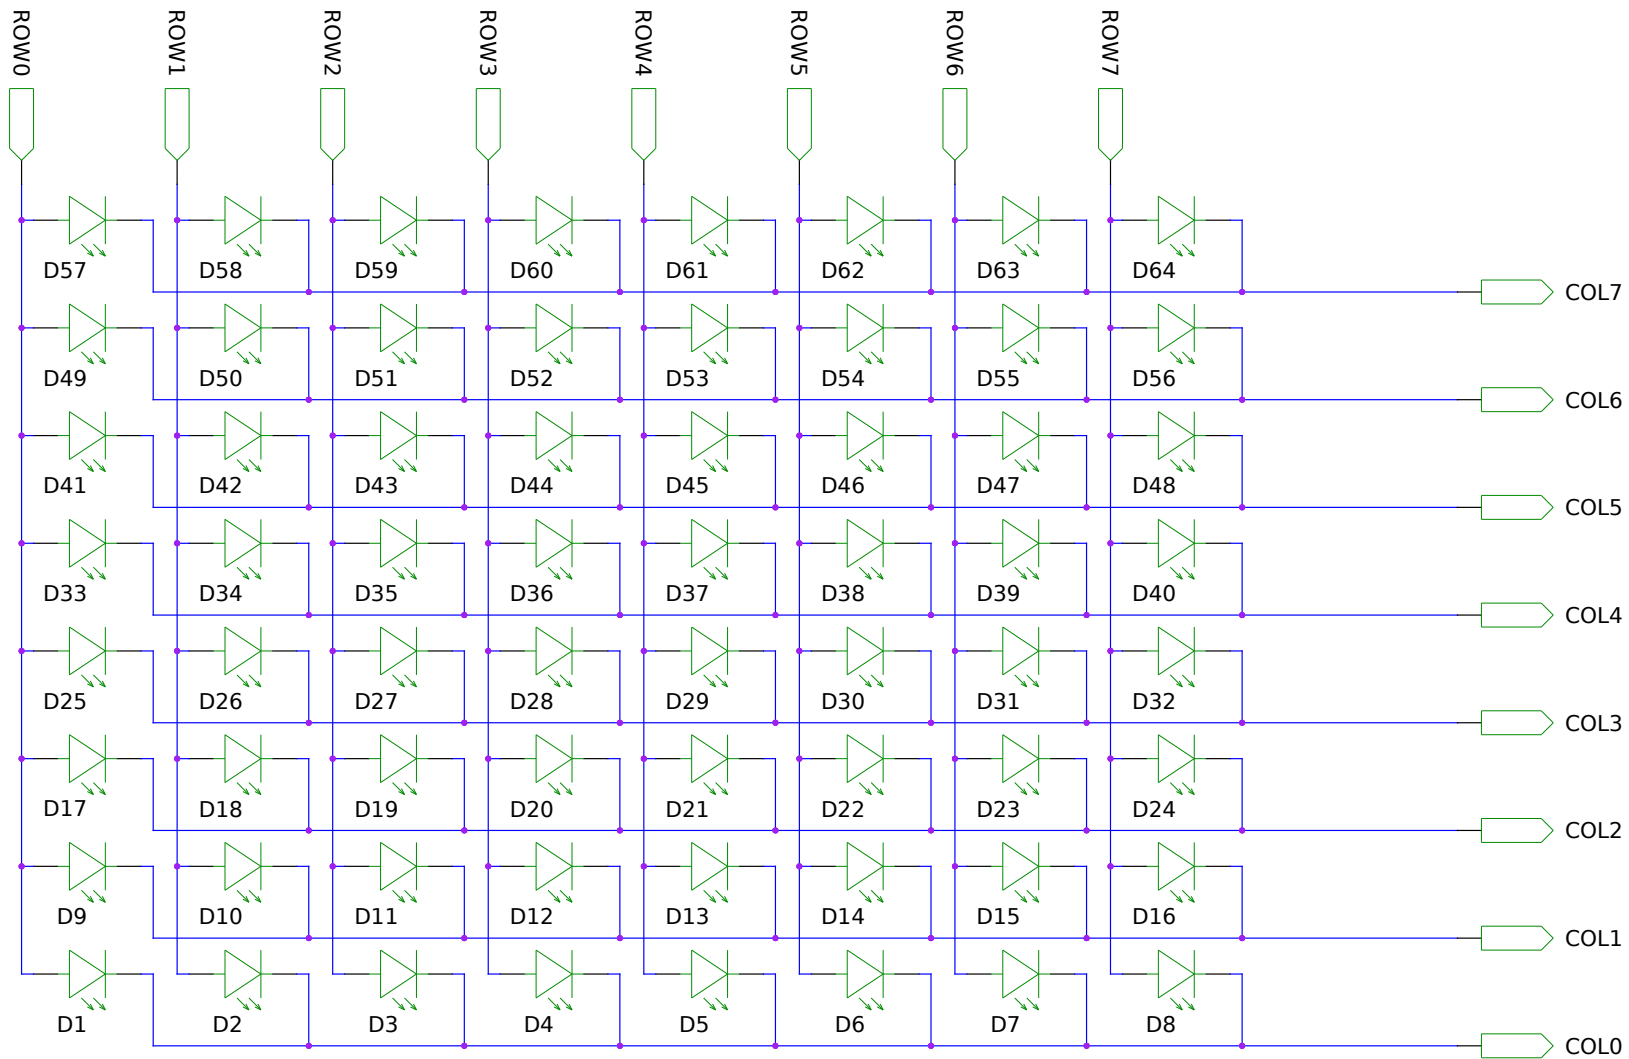 ROW0 ROW1 ROW2 ROW3 ROW4 ROW5 ROW6 ROW7
D57 D58 D59 D60 D61 D62 D63 D64
COL7
D49 D50 D51 D52 D53 D54 D55 D56
COL6
D41 D42 D43 D44 D45 D46 D47 D48
COL5
D33 D34 D35 D36 D37 D38 D39 D40
COL4
D25 D26 D27 D28 D29 D30 D31 D32
COL3
D17 D18 D19 D20 D21 D22 D23 D24
COL2
D9 D10 D11 D12 D13 D14 D15 D16
COL1
D1 D2 D3 D4 D5 D6 D7 D8
COL0